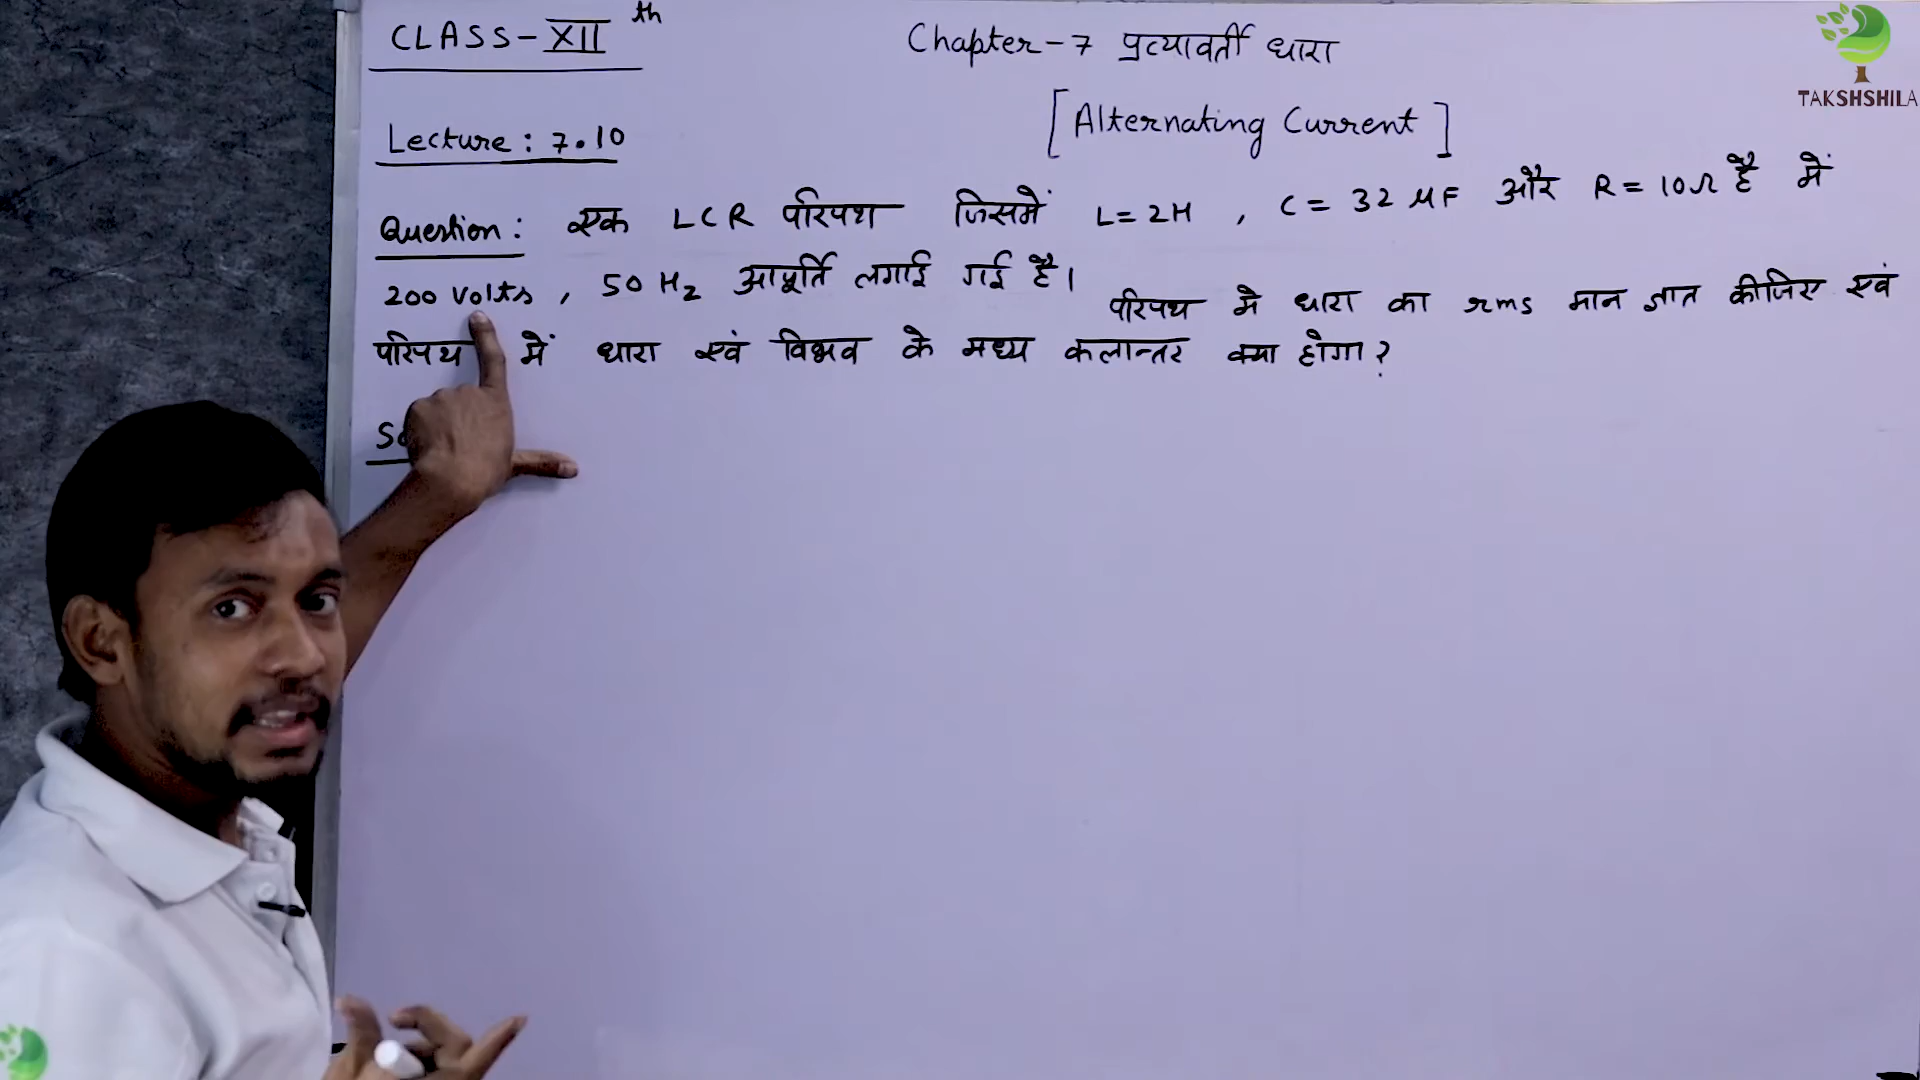 CLASS-XII th
Chapter-7 प्रत्यावर्ती धारा
[Alternating Current]
TAKSHSHILA
Lecture: 7.10
Question: एक LCR परिपथ जिसमें L=2H, C=32 μF और R=10Ω है में
200 Volts, 50 Hz आपूर्ति लगाई गई है। परिपथ मे धारा का rms मान ज्ञात कीजिए एवं
परिपथ में धारा एवं विभव के मध्य कलान्तर क्या होगा?